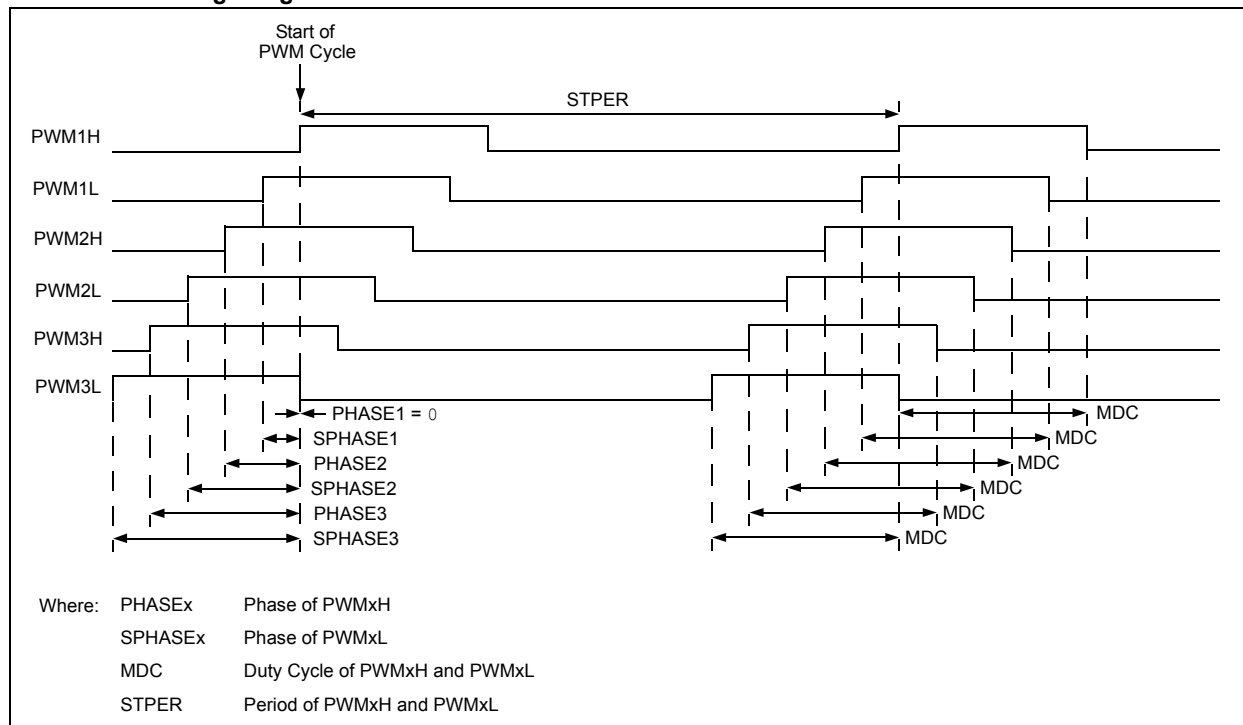 Start of
PWM Cycle
STPER
PWM1H
PWM1L
PWM2H
PWM2L
PWM3H
PWM3L
PHASE1 = 0
MDC
SPHASE1
MDC
PHASE2
MDC
SPHASE2
MDC
PHASE3
MDC
SPHASE3
MDC
Where: PHASEx Phase of PWMxH
SPHASEx Phase of PWMxL
MDC Duty Cycle of PWMxH and PWMxL
STPER Period of PWMxH and PWMxL